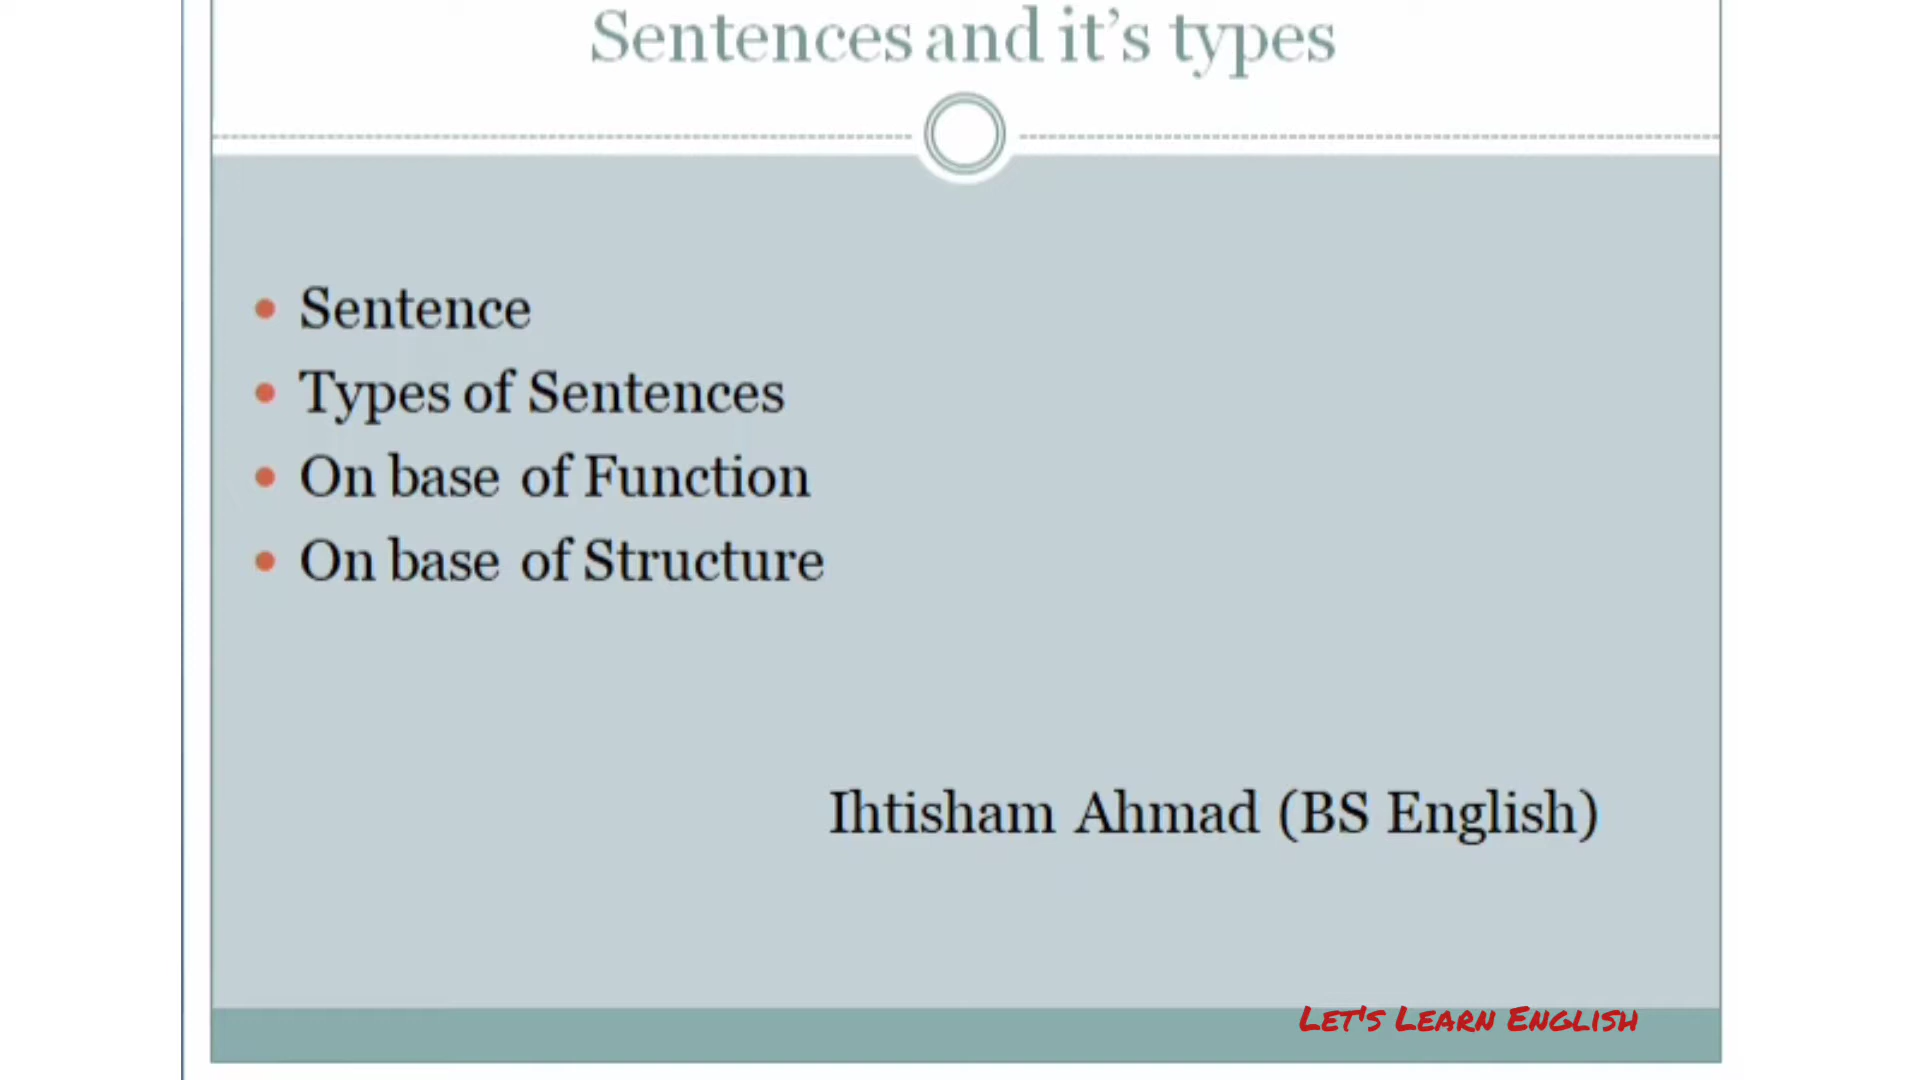 Sentences and it’s types
Sentence
Types of Sentences
On base of Function
On base of Structure
Ihtisham Ahmad (BS English)
LET'S LEARN ENGLISH